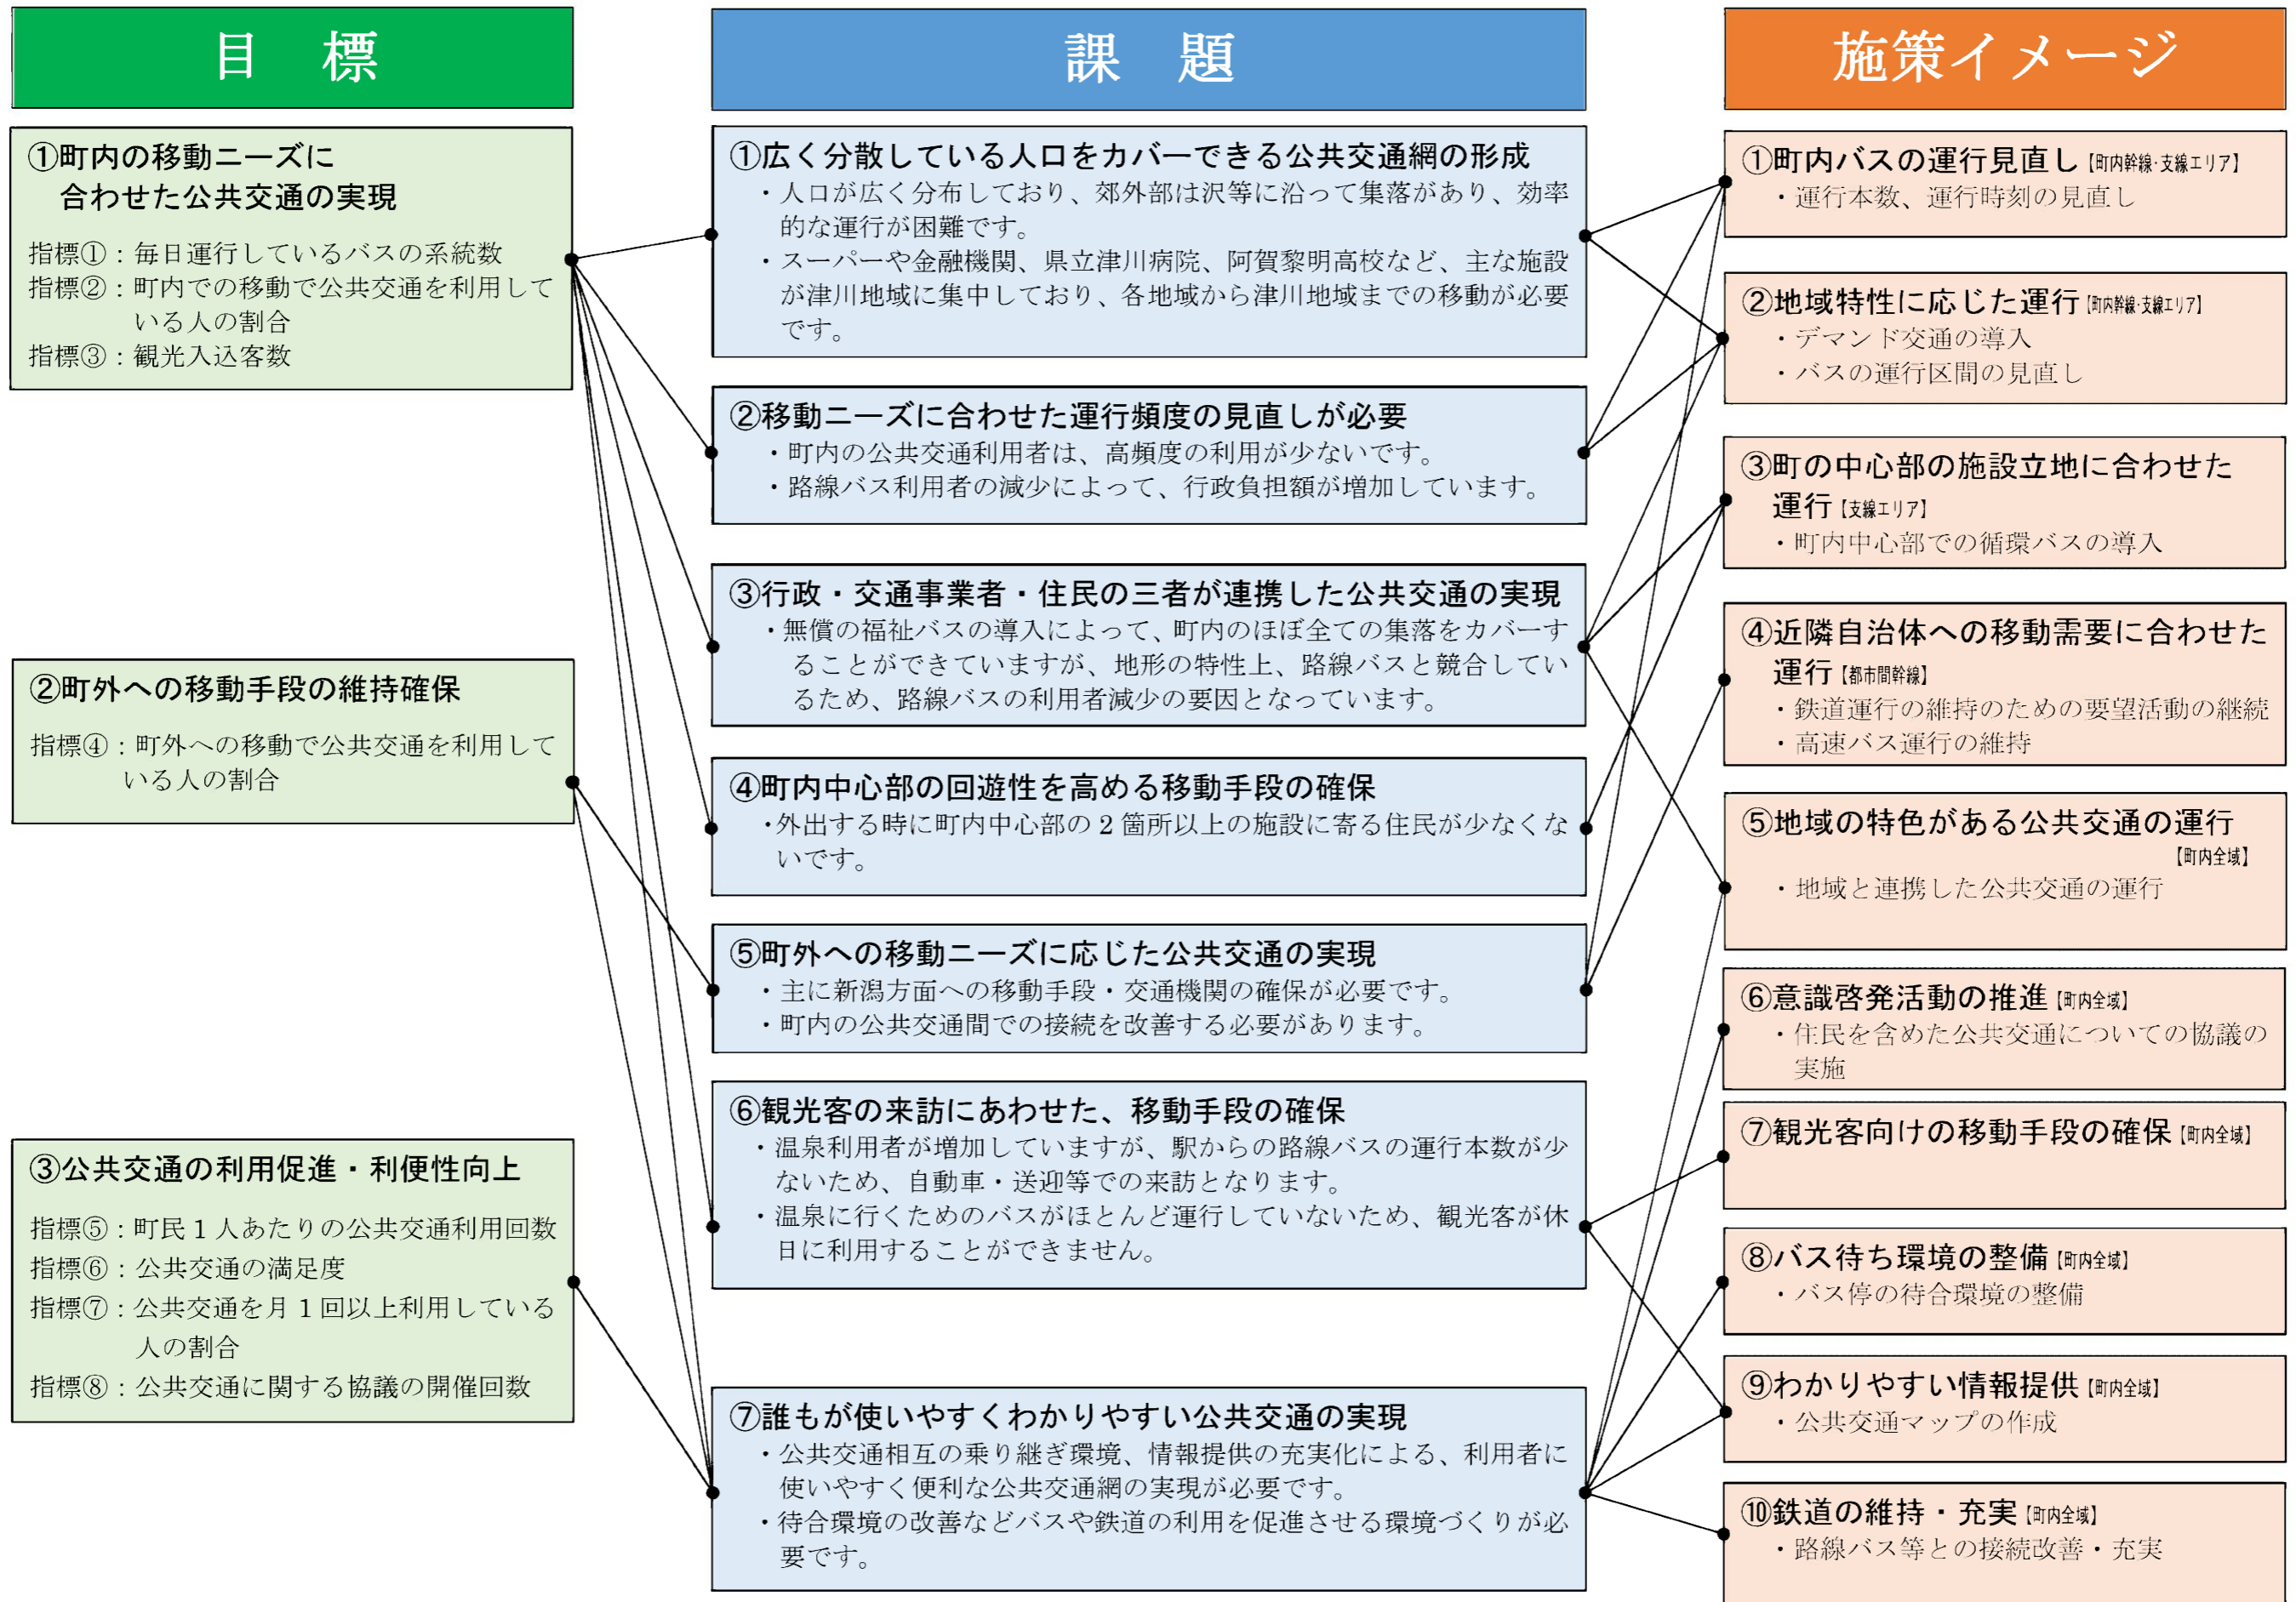 目　標
①町内の移動ニーズに
合わせた公共交通の実現
指標①：毎日運行しているバスの系統数
指標②：町内での移動で公共交通を利用して
いる人の割合
指標③：観光入込客数
②町外への移動手段の維持確保
指標④：町外への移動で公共交通を利用して
いる人の割合
③公共交通の利用促進・利便性向上
指標⑤：町民1人あたりの公共交通利用回数
指標⑥：公共交通の満足度
指標⑦：公共交通を月1回以上利用している
人の割合
指標⑧：公共交通に関する協議の開催回数
課　題
①広く分散している人口をカバーできる公共交通網の形成
・人口が広く分布しており、郊外部は沢等に沿って集落があり、効率
的な運行が困難です。
・スーパーや金融機関、県立津川病院、阿賀黎明高校など、主な施設
が津川地域に集中しており、各地域から津川地域までの移動が必要
です。
②移動ニーズに合わせた運行頻度の見直しが必要
・町内の公共交通利用者は、高頻度の利用が少ないです。
・路線バス利用者の減少によって、行政負担額が増加しています。
③行政・交通事業者・住民の三者が連携した公共交通の実現
・無償の福祉バスの導入によって、町内のほぼ全ての集落をカバーす
ることができていますが、地形の特性上、路線バスと競合してい
るため、路線バスの利用者減少の要因となっています。
④町内中心部の回遊性を高める移動手段の確保
・外出する時に町内中心部の2箇所以上の施設に寄る住民が少なくな
いです。
⑤町外への移動ニーズに応じた公共交通の実現
・主に新潟方面への移動手段・交通機関の確保が必要です。
・町内の公共交通間での接続を改善する必要があります。
⑥観光客の来訪にあわせた、移動手段の確保
・温泉利用者が増加していますが、駅からの路線バスの運行本数が少
ないため、自動車・送迎等での来訪となります。
・温泉に行くためのバスがほとんど運行していないため、観光客が休
日に利用することができません。
⑦誰もが使いやすくわかりやすい公共交通の実現
・公共交通相互の乗り継ぎ環境、情報提供の充実化による、利用者に
使いやすく便利な公共交通網の実現が必要です。
・待合環境の改善などバスや鉄道の利用を促進させる環境づくりが必
要です。
施策イメージ
①町内バスの運行見直し【町内幹線・支線エリア】
・運行本数、運行時刻の見直し
②地域特性に応じた運行【町内幹線・支線エリア】
・デマンド交通の導入
・バスの運行区間の見直し
③町の中心部の施設立地に合わせた
運行【支線エリア】
・町内中心部での循環バスの導入
④近隣自治体への移動需要に合わせた
運行【都市間幹線】
・鉄道運行の維持のための要望活動の継続
・高速バス運行の維持
⑤地域の特色がある公共交通の運行
【町内全域】
・地域と連携した公共交通の運行
⑥意識啓発活動の推進【町内全域】
・住民を含めた公共交通についての協議の
実施
⑦観光客向けの移動手段の確保【町内全域】
⑧バス待ち環境の整備【町内全域】
・バス停の待合環境の整備
⑨わかりやすい情報提供【町内全域】
・公共交通マップの作成
⑩鉄道の維持・充実【町内全域】
・路線バス等との接続改善・充実